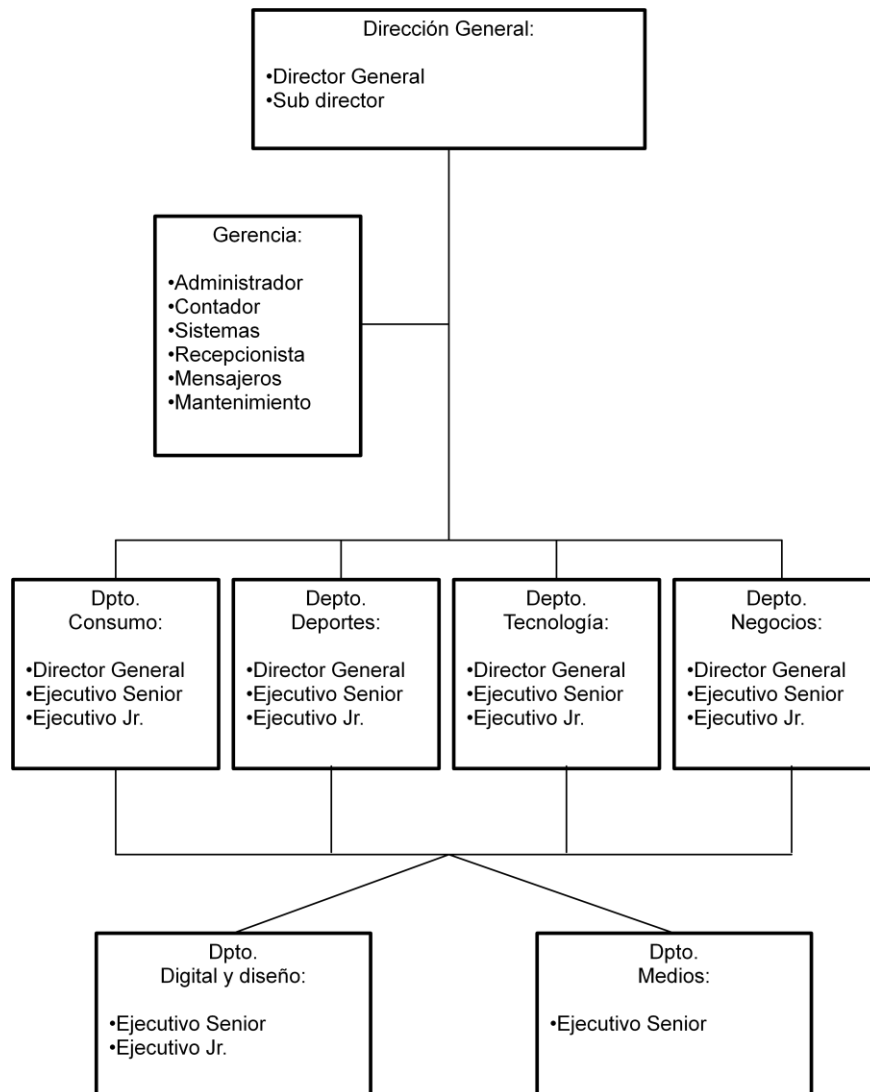 Dirección General:
•Director General
•Sub director
Gerencia:
•Administrador
•Contador
•Sistemas
•Recepcionista
•Mensajeros
•Mantenimiento
Dpto.
Consumo:
•Director General
•Ejecutivo Senior
•Ejecutivo Jr.
Depto.
Deportes:
•Director General
•Ejecutivo Senior
•Ejecutivo Jr.
Depto.
Tecnología:
•Director General
•Ejecutivo Senior
•Ejecutivo Jr.
Depto.
Negocios:
•Director General
•Ejecutivo Senior
•Ejecutivo Jr.
Dpto.
Digital y diseño:
•Ejecutivo Senior
•Ejecutivo Jr.
Dpto.
Medios:
•Ejecutivo Senior